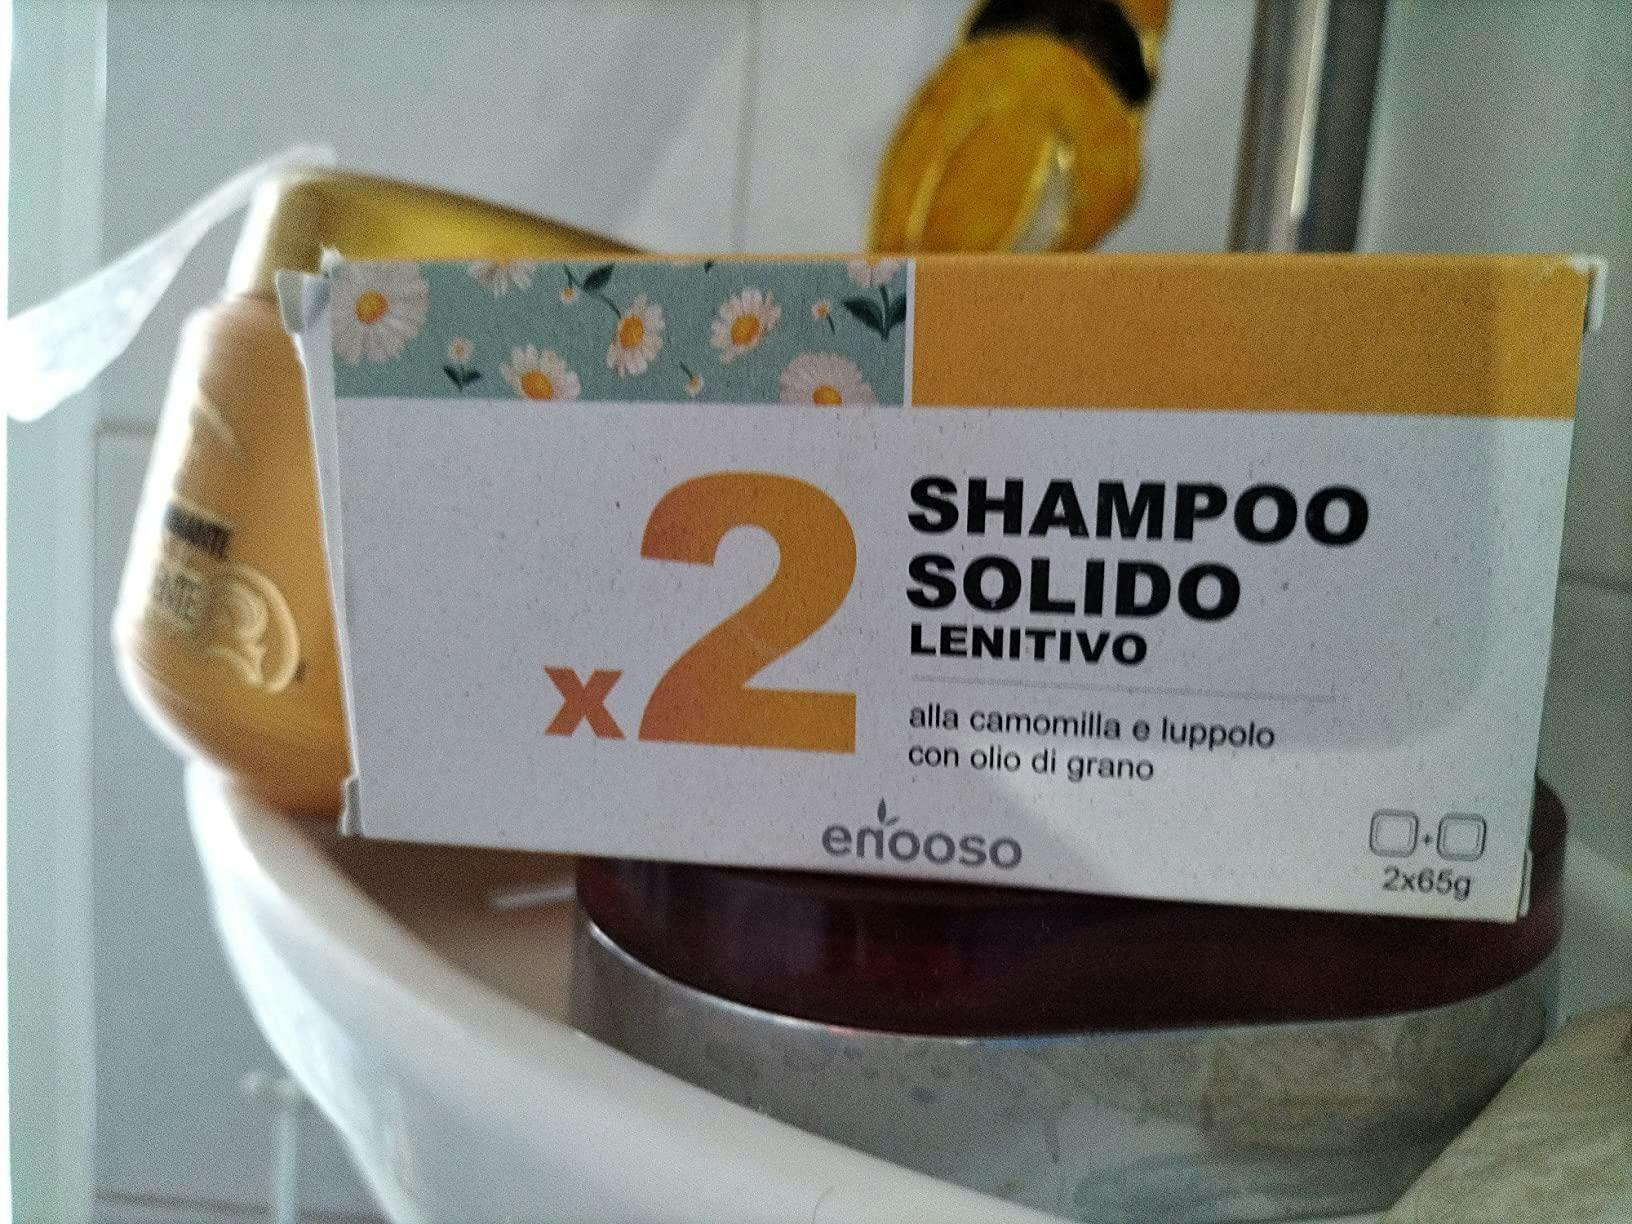 x2
SHAMPOO
SOLIDO
LENITIVO
alla camomilla e luppolo
con olio di grano
enooso
2x65g